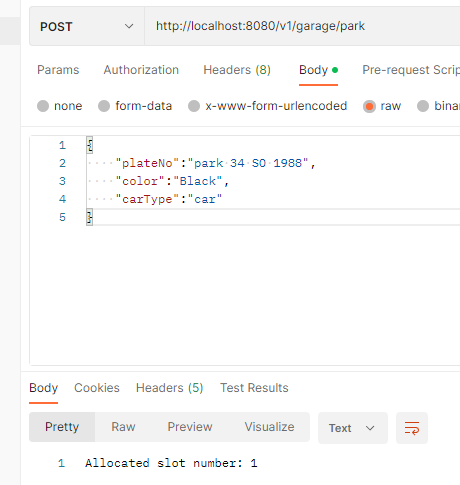 POST http://localhost:8080/v1/garage/park
Params Authorization Headers (8) Body Pre-request Scrip
none form-data x-www-form-urlencoded raw binar
1 {
2 "plateNo":"park 34 SO 1988",
3 "color":"Black",
4 "carType":"car"
5 }
Body Cookies Headers (5) Test Results
Pretty Raw Preview Visualize Text
1 Allocated slot number: 1